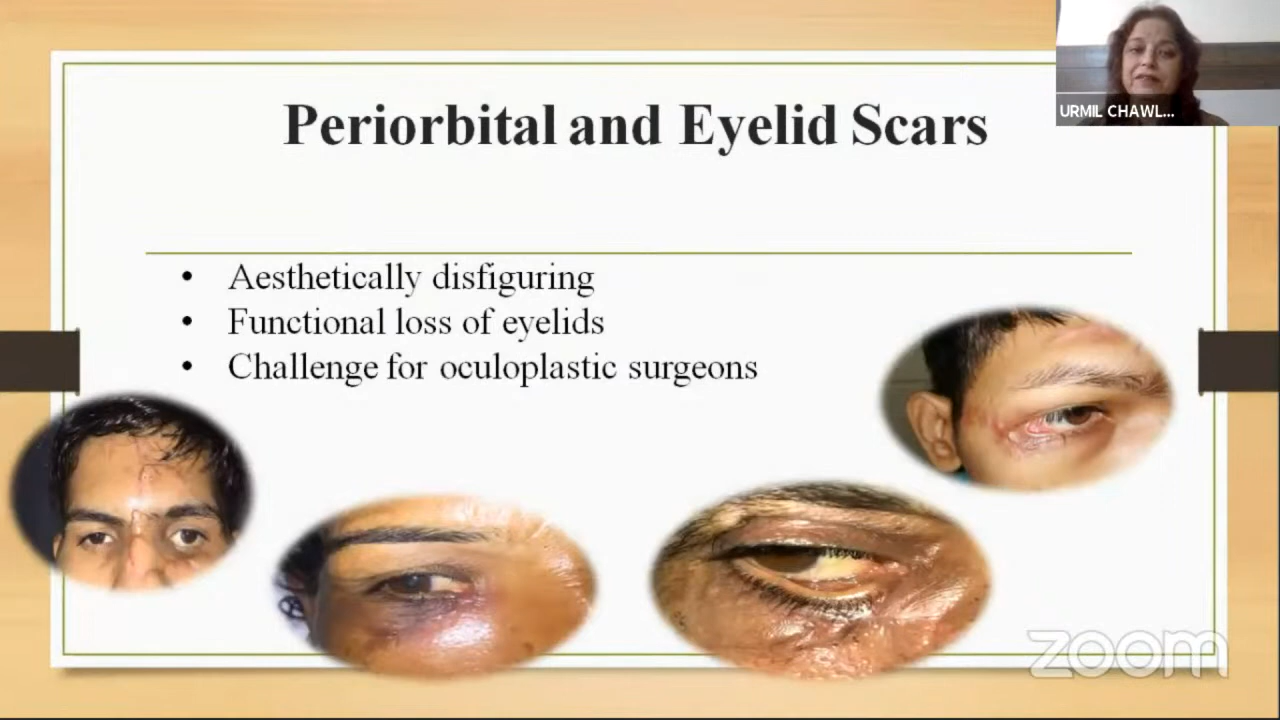 Periorbital and Eyelid Scars
URMIL CHAWL...
• Aesthetically disfiguring
• Functional loss of eyelids
• Challenge for oculoplastic surgeons
zoom